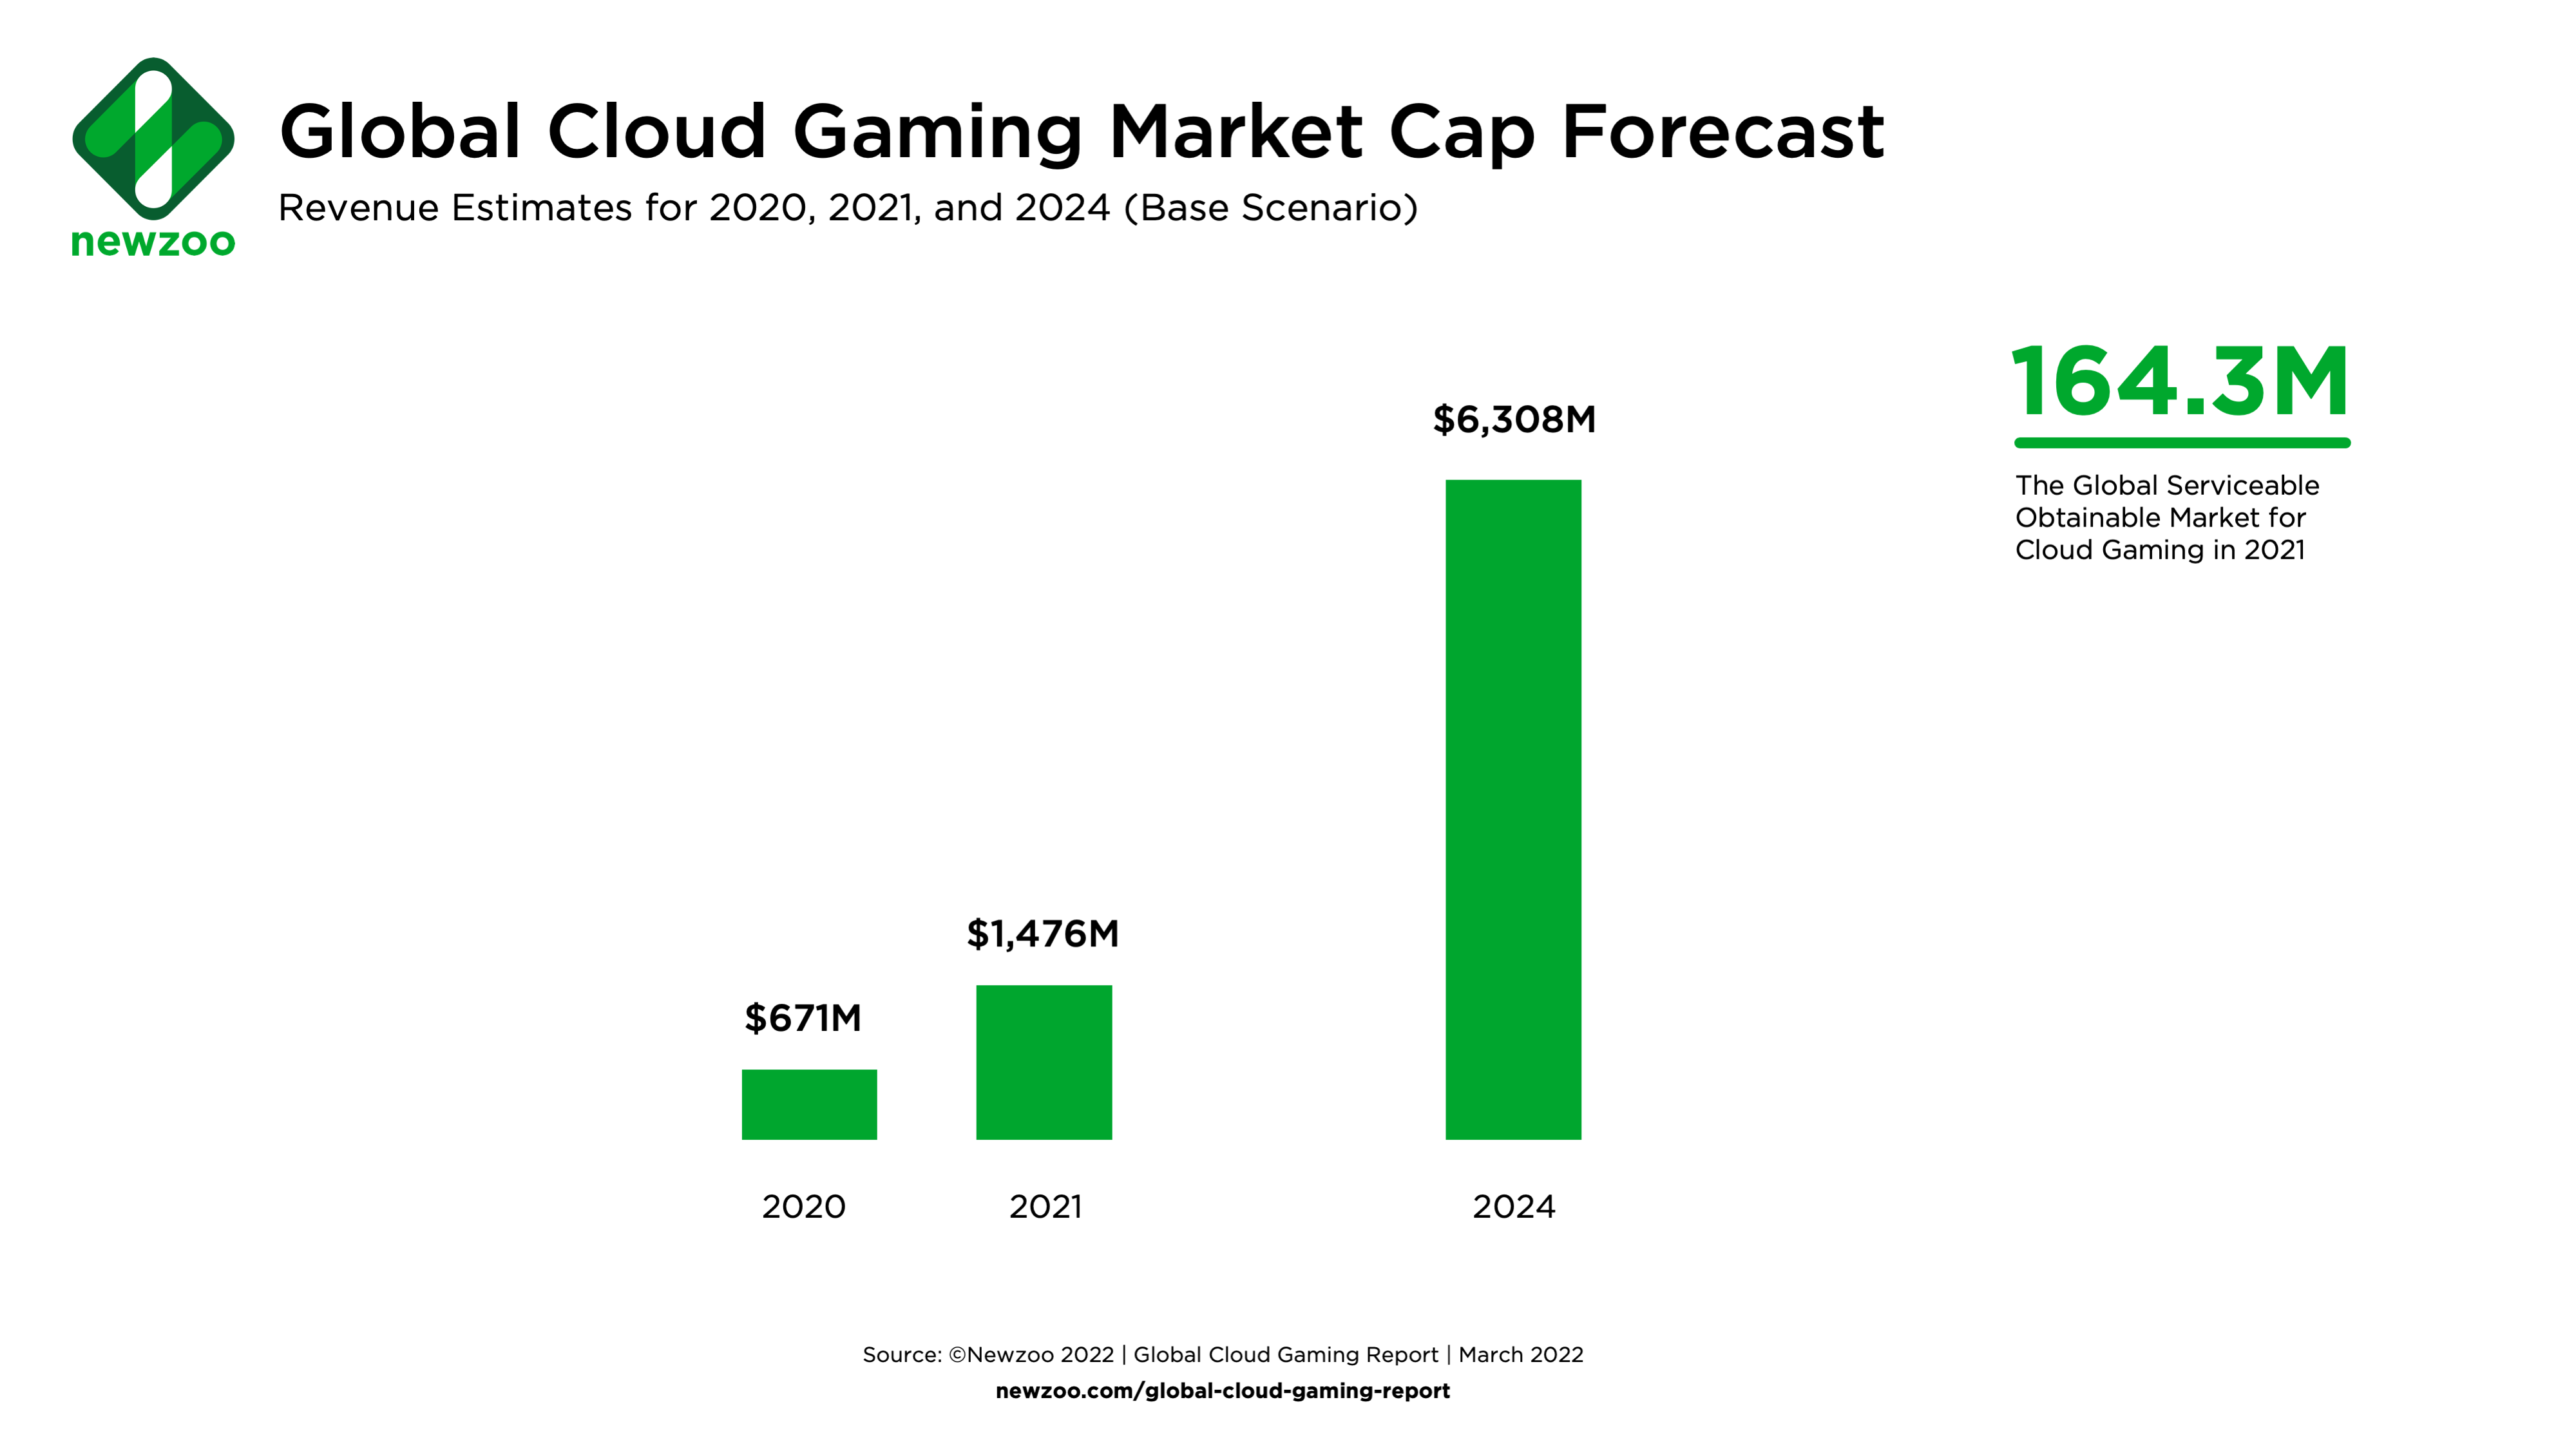 newzoo
Global Cloud Gaming Market Cap Forecast
Revenue Estimates for 2020, 2021, and 2024 (Base Scenario)
164.3M
The Global Serviceable
Obtainable Market for
Cloud Gaming in 2021
$671M
$1,476M
$6,308M
2020
2021
2024
Source: ©Newzoo 2022 | Global Cloud Gaming Report | March 2022
newzoo.com/global-cloud-gaming-report